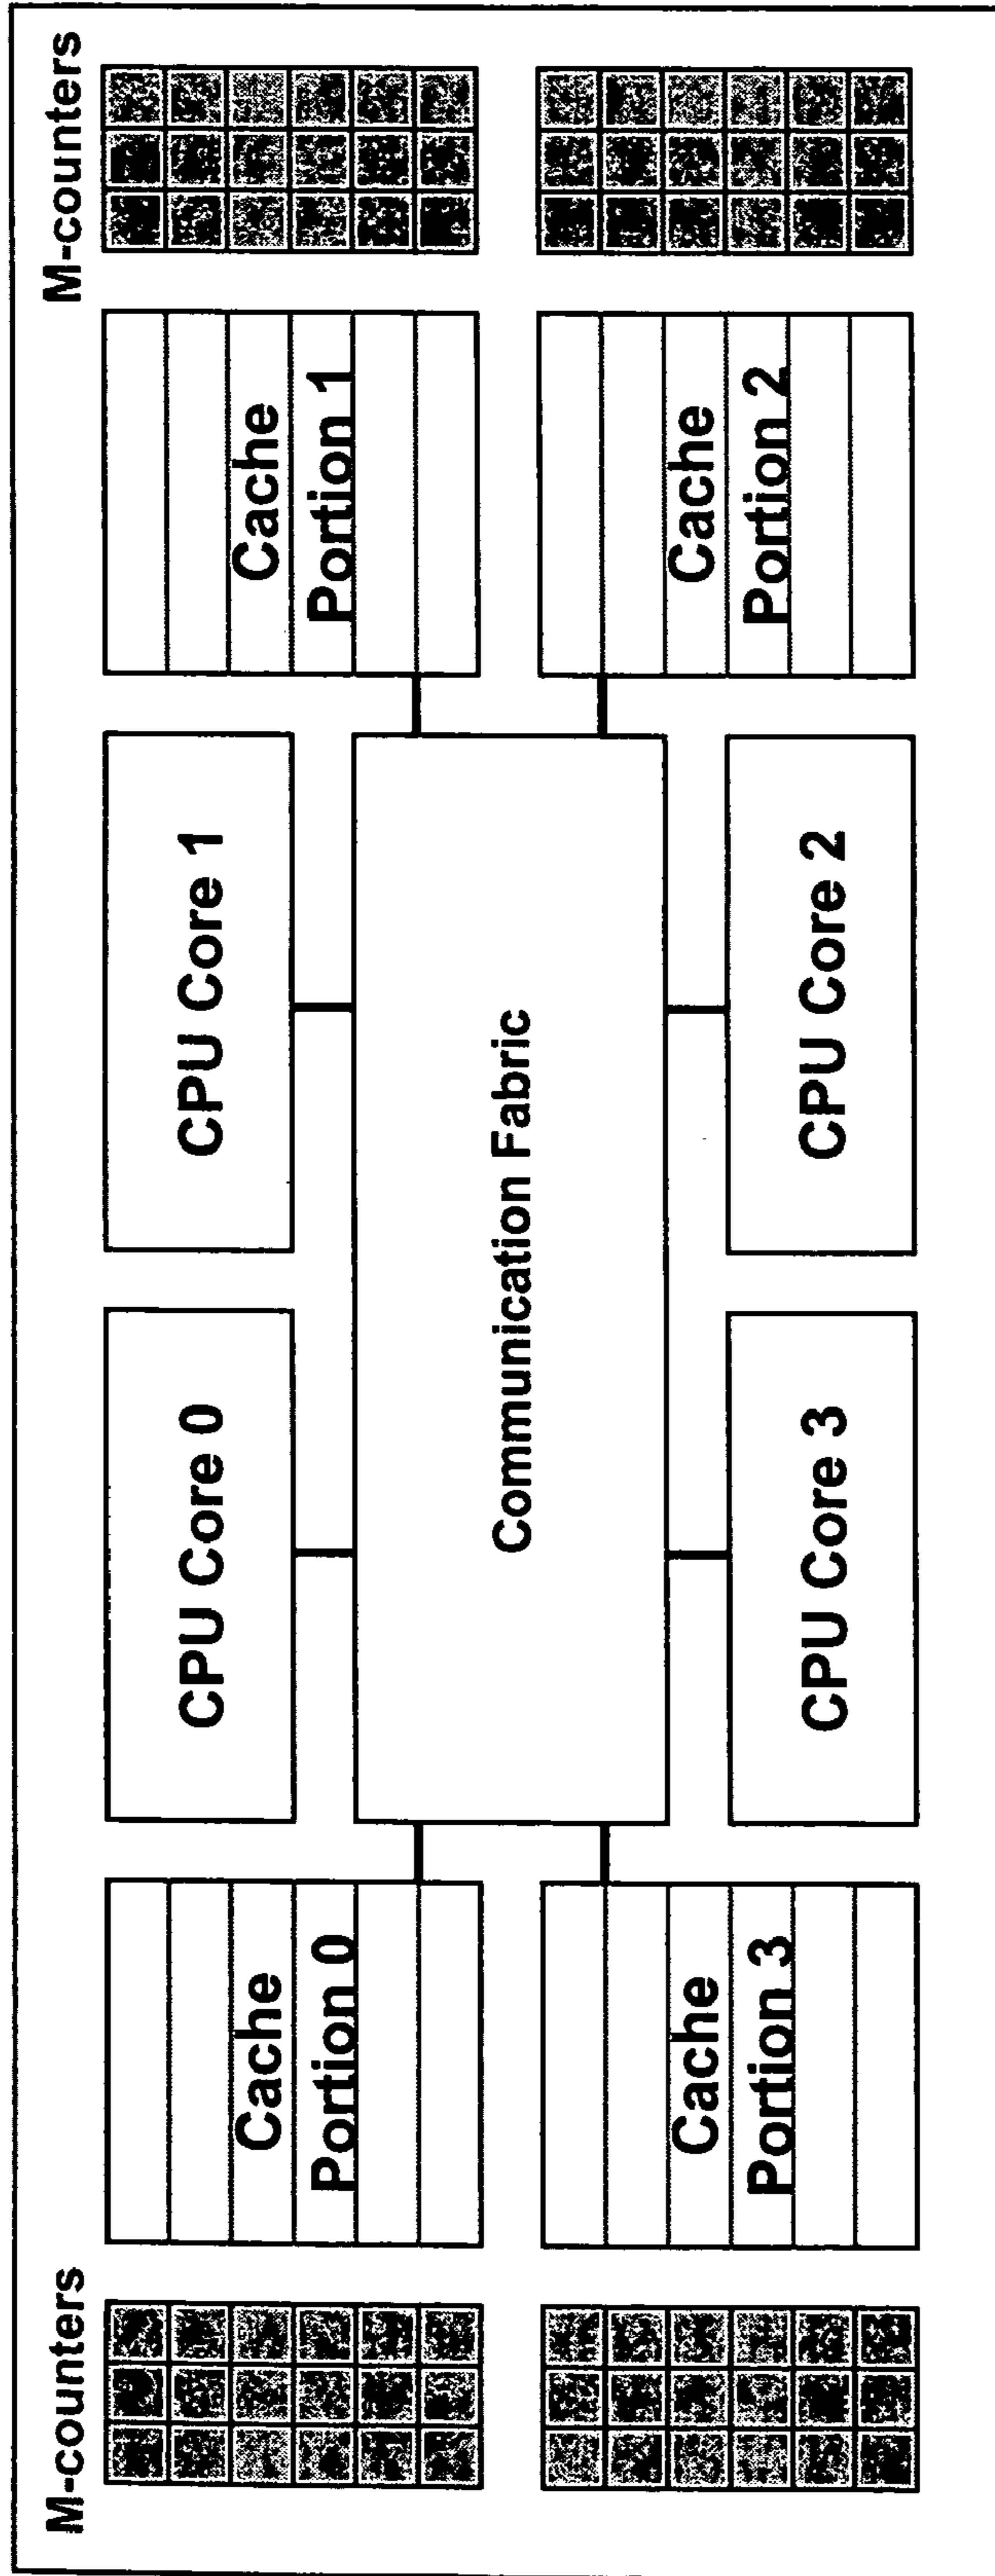 M-counters
M-counters
Cache
Portion 0
CPU Core 0
CPU Core 1
Cache
Portion 1
Communication Fabric
Cache
Portion 3
CPU Core 3
CPU Core 2
Cache
Portion 2